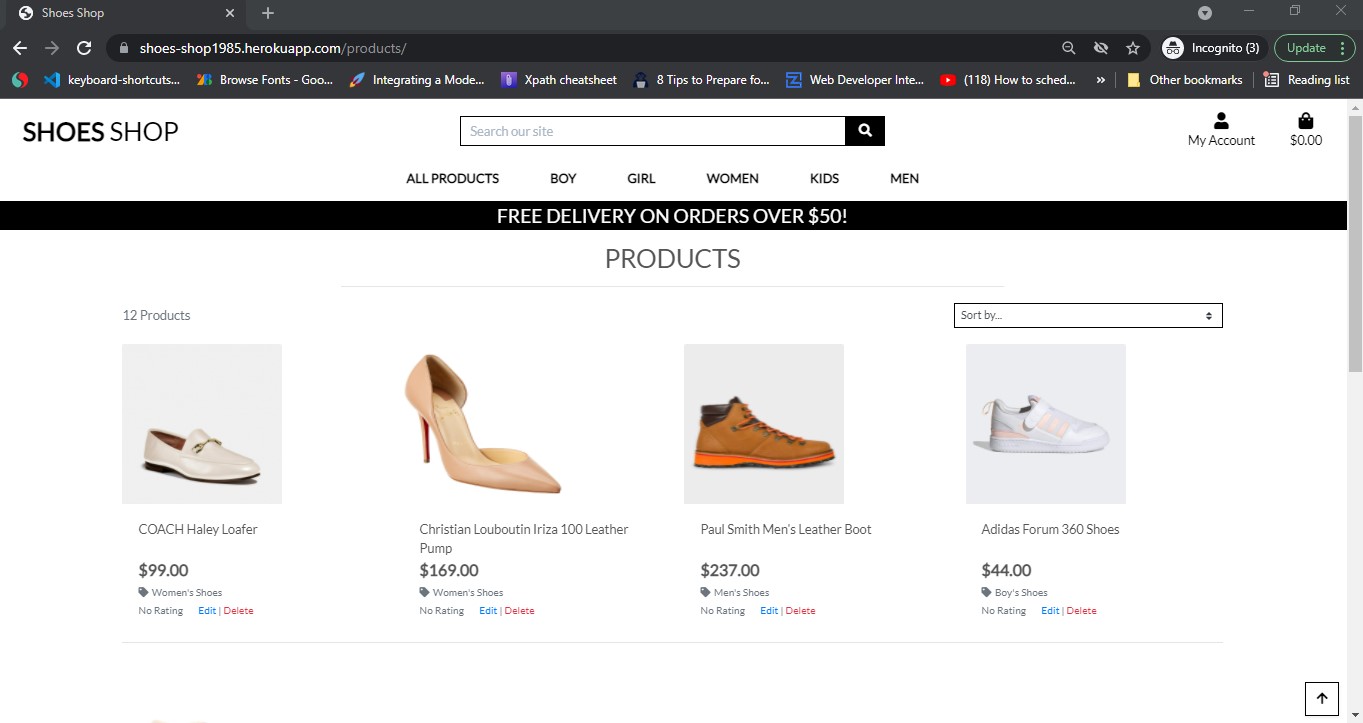 Shoes Shop
shoes-shop1985.herokuapp.com/products/
Incognito (3)
Update
keyboard-shortcuts...
Browse Fonts - Goo...
Integrating a Mode...
Xpath cheatsheet
8 Tips to Prepare fo...
Web Developer Inte...
(118) How to sched...
»
Other bookmarks
Reading list
SHOES SHOP
Search our site
My Account
$0.00
ALL PRODUCTS
BOY
GIRL
WOMEN
KIDS
MEN
FREE DELIVERY ON ORDERS OVER $50!
PRODUCTS
12 Products
Sort by...
COACH Haley Loafer
$99.00
Women's Shoes
No Rating Edit | Delete
Christian Louboutin Iriza 100 Leather
Pump
$169.00
Women's Shoes
No Rating Edit | Delete
Paul Smith Men's Leather Boot
$237.00
Men's Shoes
No Rating Edit | Delete
Adidas Forum 360 Shoes
$44.00
Boy's Shoes
No Rating Edit | Delete